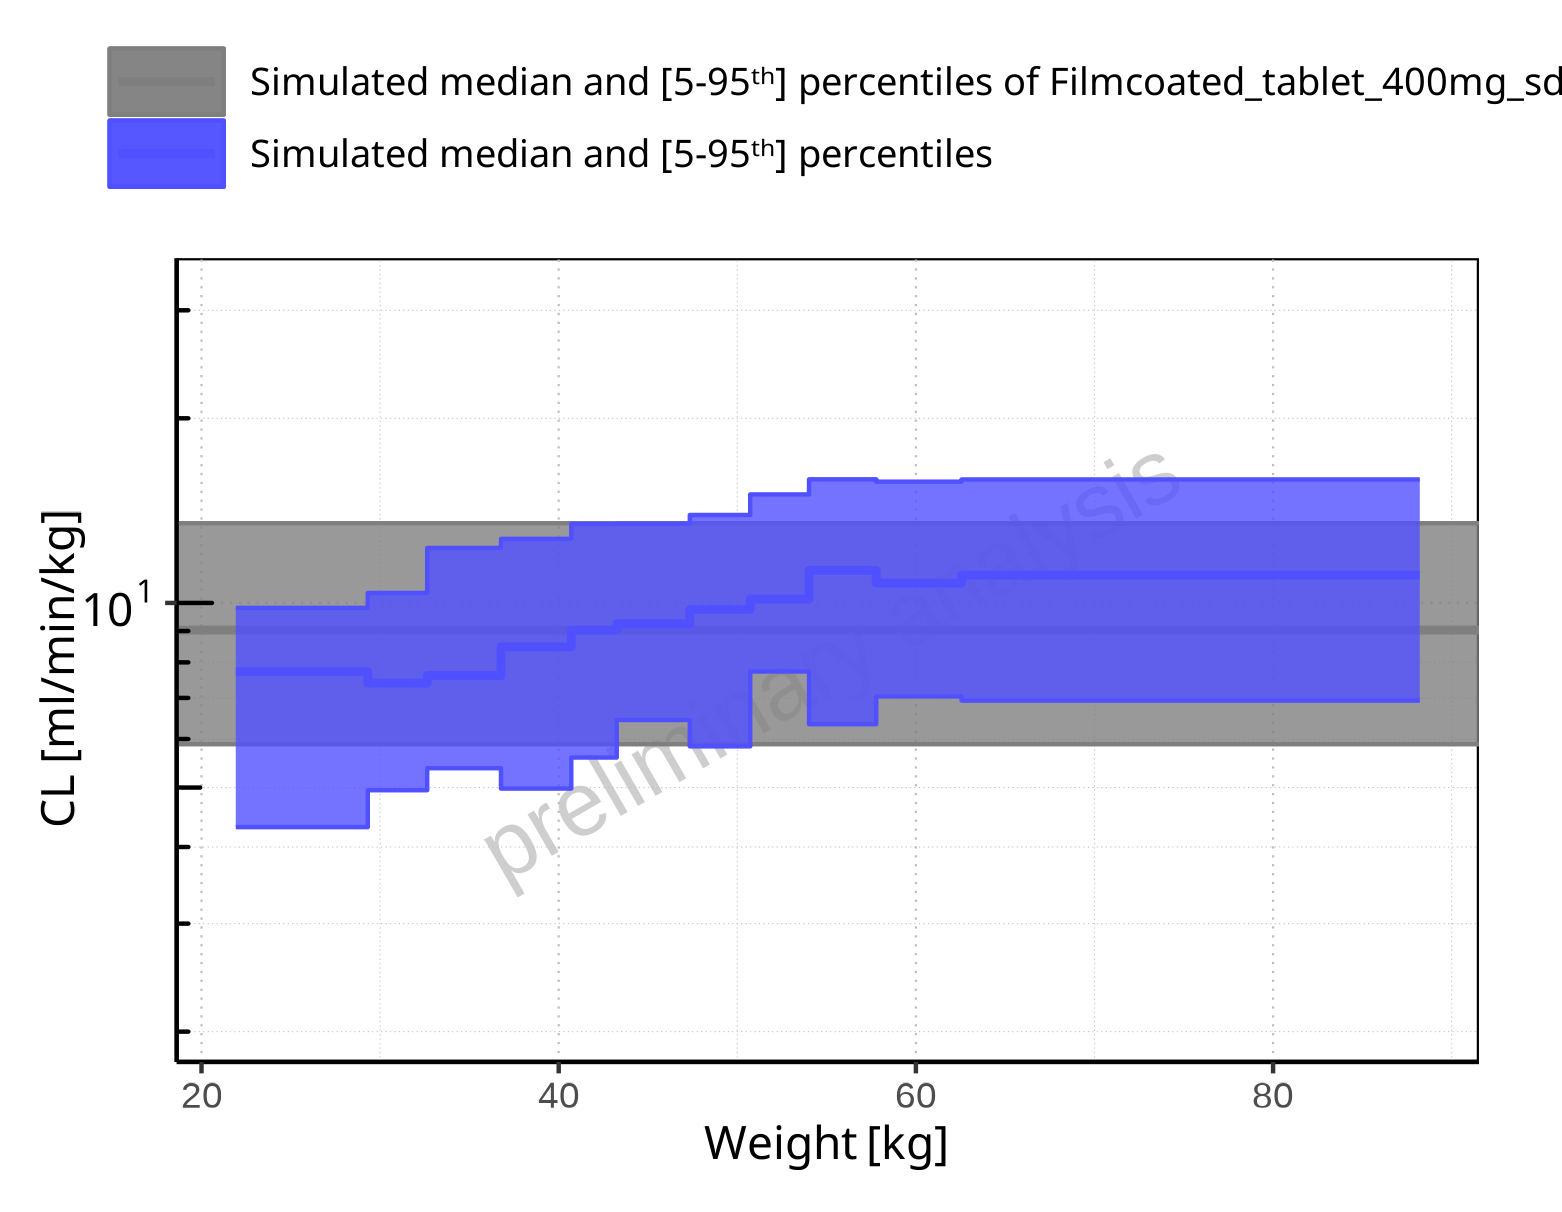 Simulated median and [5-95ᵗʰ] percentiles of Filmcoated_tablet_400mg_sd
Simulated median and [5-95ᵗʰ] percentiles
CL [ml/min/kg]
10¹
preliminary analysis
20 40 60 80
Weight [kg]